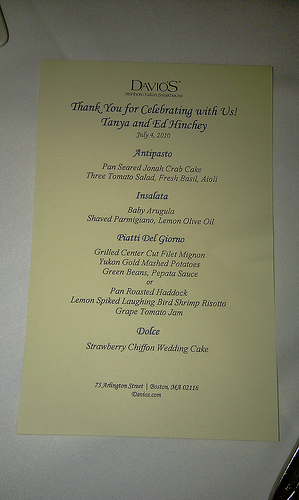 DAVIO'S
Northern Italian Steakhouse
Thank You for Celebrating with Us!
Tanya and Ed Hinchey
July 4, 2010
Antipasto
Pan Seared Jonah Crab Cake
Three Tomato Salad, Fresh Basil, Aioli
Insalata
Baby Arugula
Shaved Parmigiano, Lemon Olive Oil
Piatti Del Giorno
Grilled Center Cut Filet Mignon
Yukon Gold Mashed Potatoes
Green Beans, Pepata Sauce
or
Pan Roasted Haddock
Lemon Spiked Laughing Bird Shrimp Risotto
Grape Tomato Jam
Dolce
Strawberry Chiffon Wedding Cake
75 Arlington Street | Boston, MA 02116
Davios.com